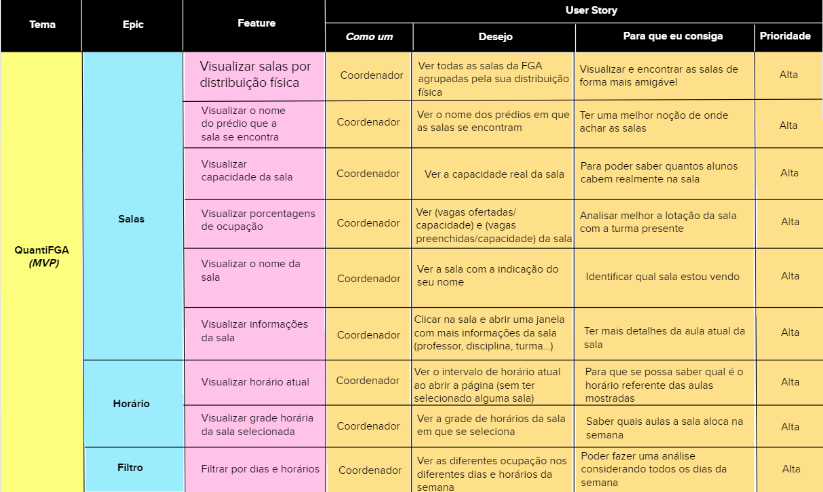 Tema
Epic
Feature
User Story
Como um
Desejo
Para que eu consiga
Prioridade
QuantiFGA
(MVP)
Salas
Visualizar salas por
distribuição física
Coordenador
Ver todas as salas da FGA
agrupadas pela sua distribuição
física
Visualizar e encontrar as salas de
forma mais amigável
Alta
Visualizar o nome
do prédio que a
sala se encontra
Coordenador
Ver o nome dos prédios em que
as salas se encontram
Ter uma melhor noção de onde
achar as salas
Alta
Visualizar
capacidade da sala
Coordenador
Ver a capacidade real da sala
Para poder saber quantos alunos
cabem realmente na sala
Alta
Visualizar porcentagens
de ocupação
Coordenador
Ver (vagas ofertadas/
capacidade) e (vagas
preenchidas/capacidade) da sala
Analisar melhor a lotação da sala
com a turma presente
Alta
Visualizar o nome da
sala
Coordenador
Ver a sala com a indicação do
seu nome
Identificar qual sala estou vendo
Alta
Visualizar informações
da sala
Coordenador
Clicar na sala e abrir uma janela
com mais informações da sala
(professor, disciplina, turma...)
Ter mais detalhes da aula atual da
sala
Alta
Horário
Visualizar horário atual
Coordenador
Ver o intervalo de horário atual
ao abrir a página (sem ter
selecionado alguma sala)
Para que se possa saber qual é o
horário referente das aulas
mostradas
Alta
Visualizar grade horária
da sala selecionada
Coordenador
Ver a grade de horários da sala
em que se seleciona
Saber quais aulas a sala aloca na
semana
Alta
Filtro
Filtrar por dias e horários
Coordenador
Ver as diferentes ocupação nos
diferentes dias e horários da
semana
Poder fazer uma análise
considerando todos os dias da
semana
Alta